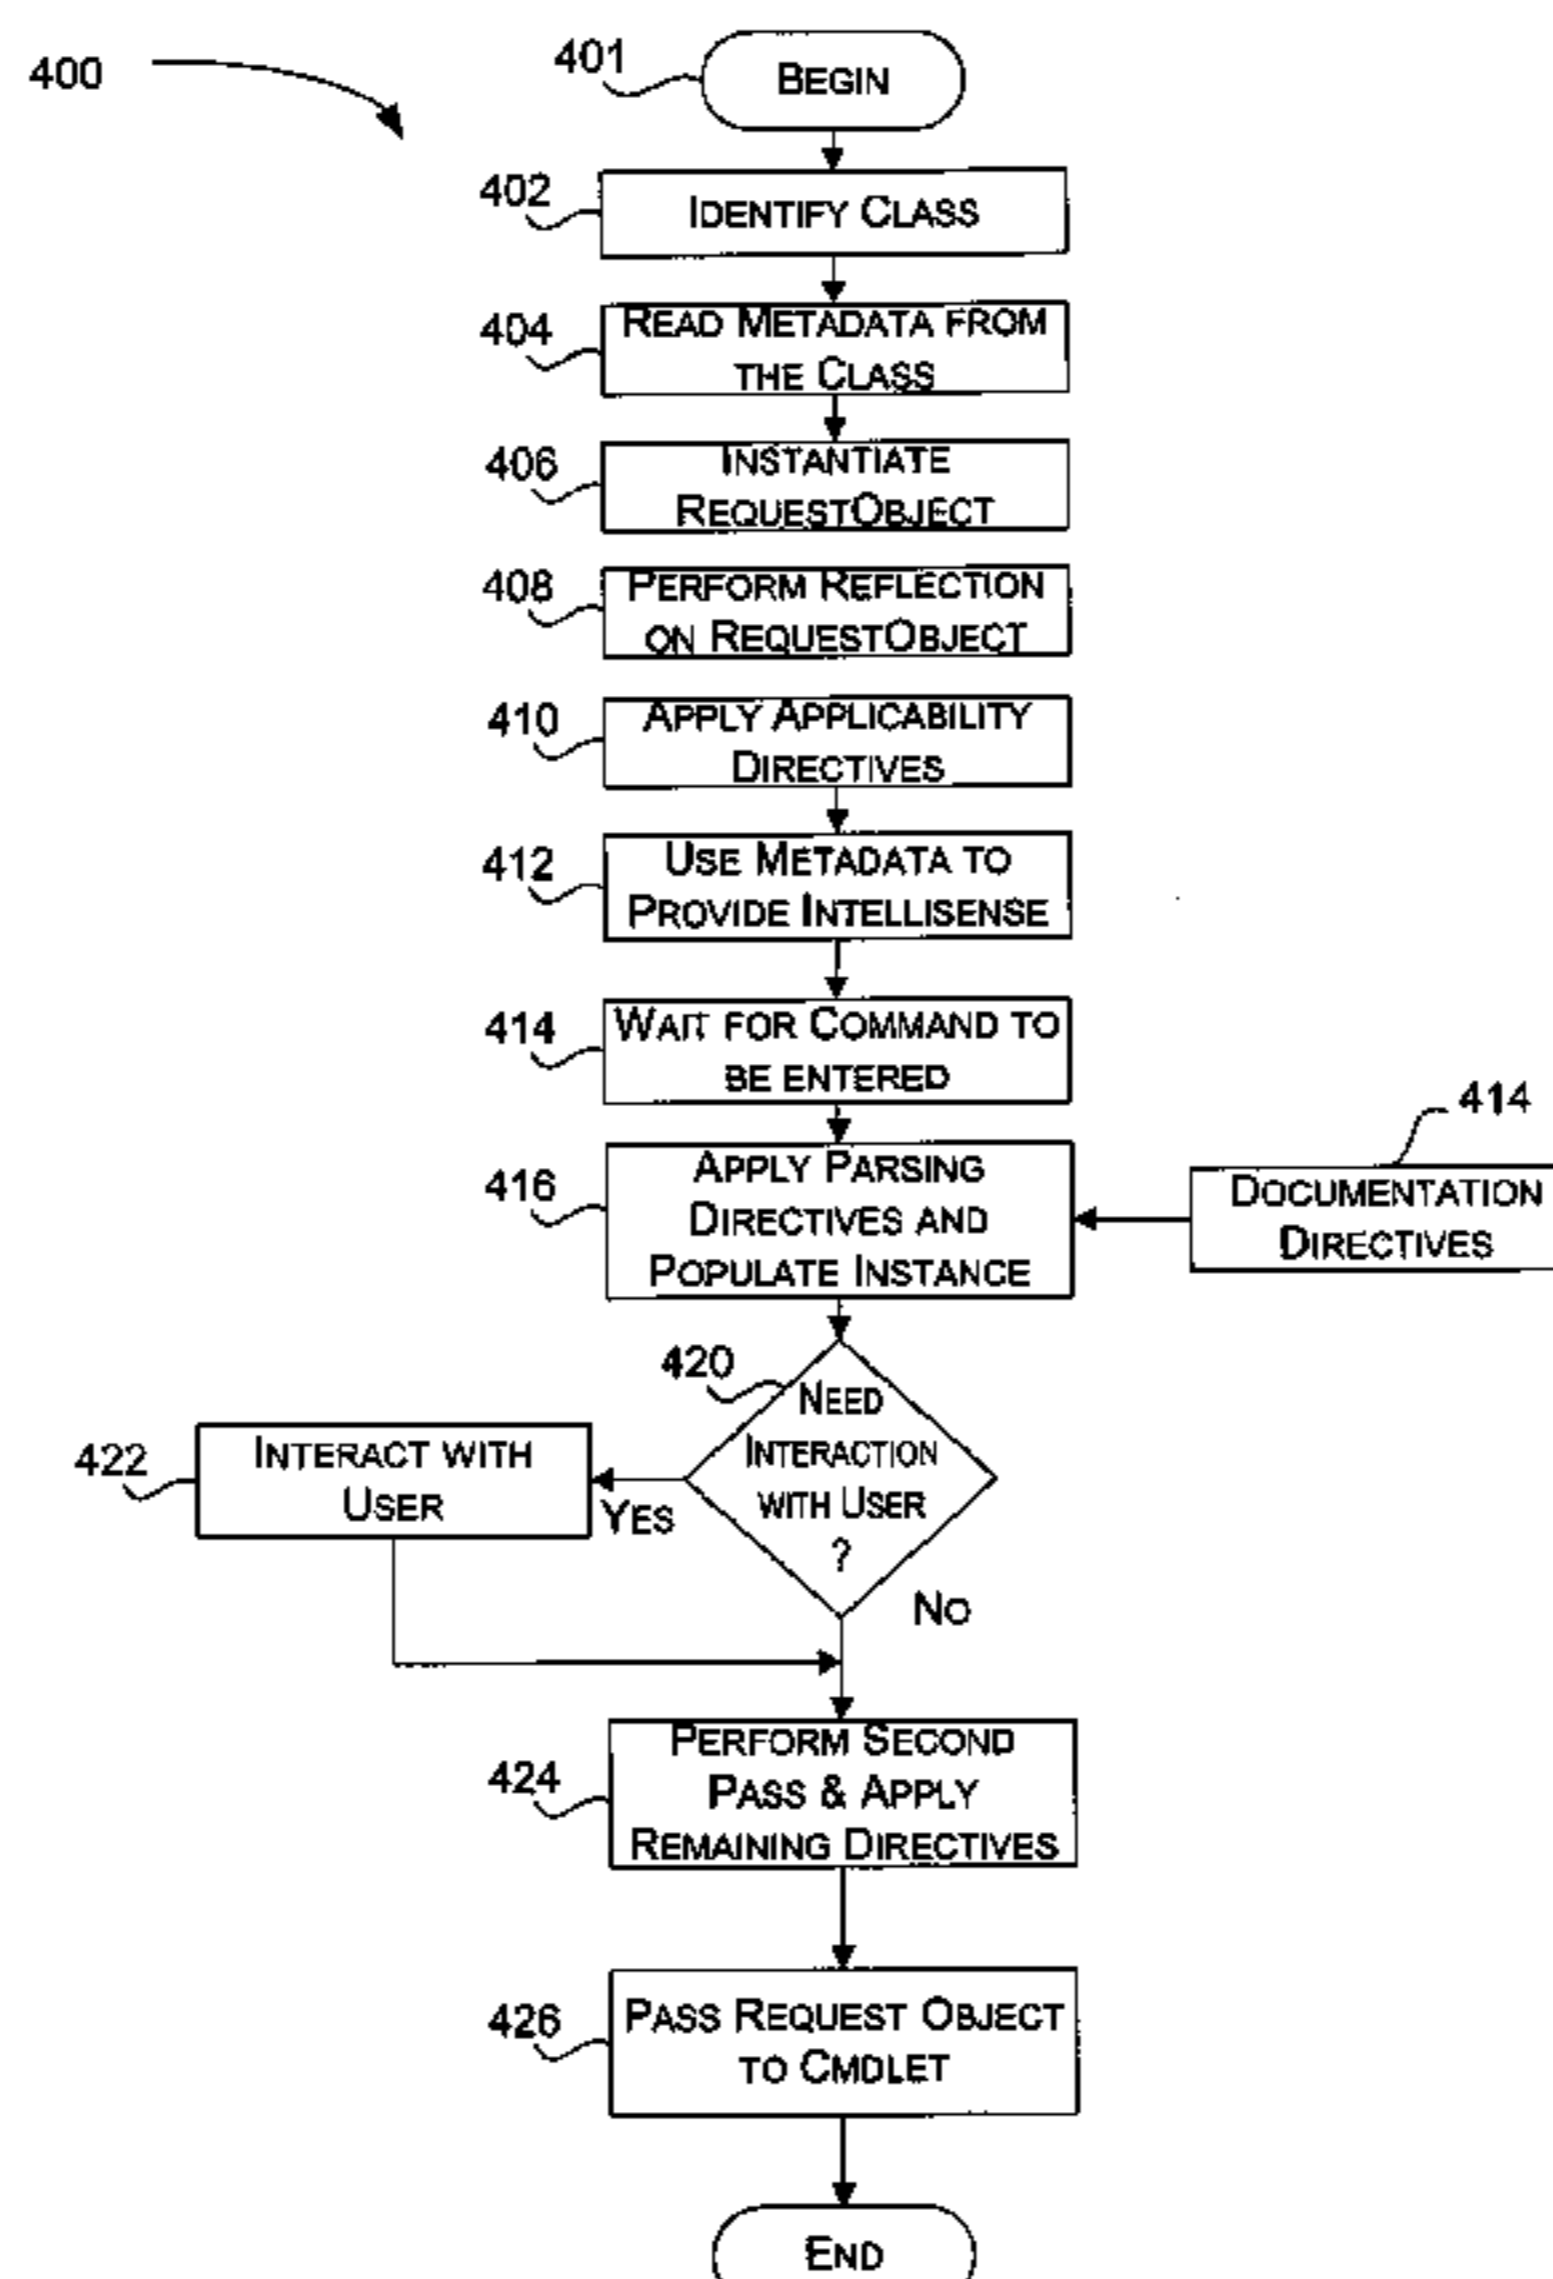 400
401
BEGIN
402
IDENTIFY CLASS
404
READ METADATA FROM
THE CLASS
406
INSTANTIATE
REQUESTOBJECT
408
PERFORM REFLECTION
ON REQUESTOBJECT
410
APPLY APPLICABILITY
DIRECTIVES
412
USE METADATA TO
PROVIDE INTELLISENSE
414
WAIT FOR COMMAND TO
BE ENTERED
416
APPLY PARSING
DIRECTIVES AND
POPULATE INSTANCE
414
DOCUMENTATION
DIRECTIVES
420
NEED
INTERACTION
WITH USER
?
YES
NO
422
INTERACT WITH
USER
424
PERFORM SECOND
PASS & APPLY
REMAINING DIRECTIVES
426
PASS REQUEST OBJECT
TO CMDLET
END